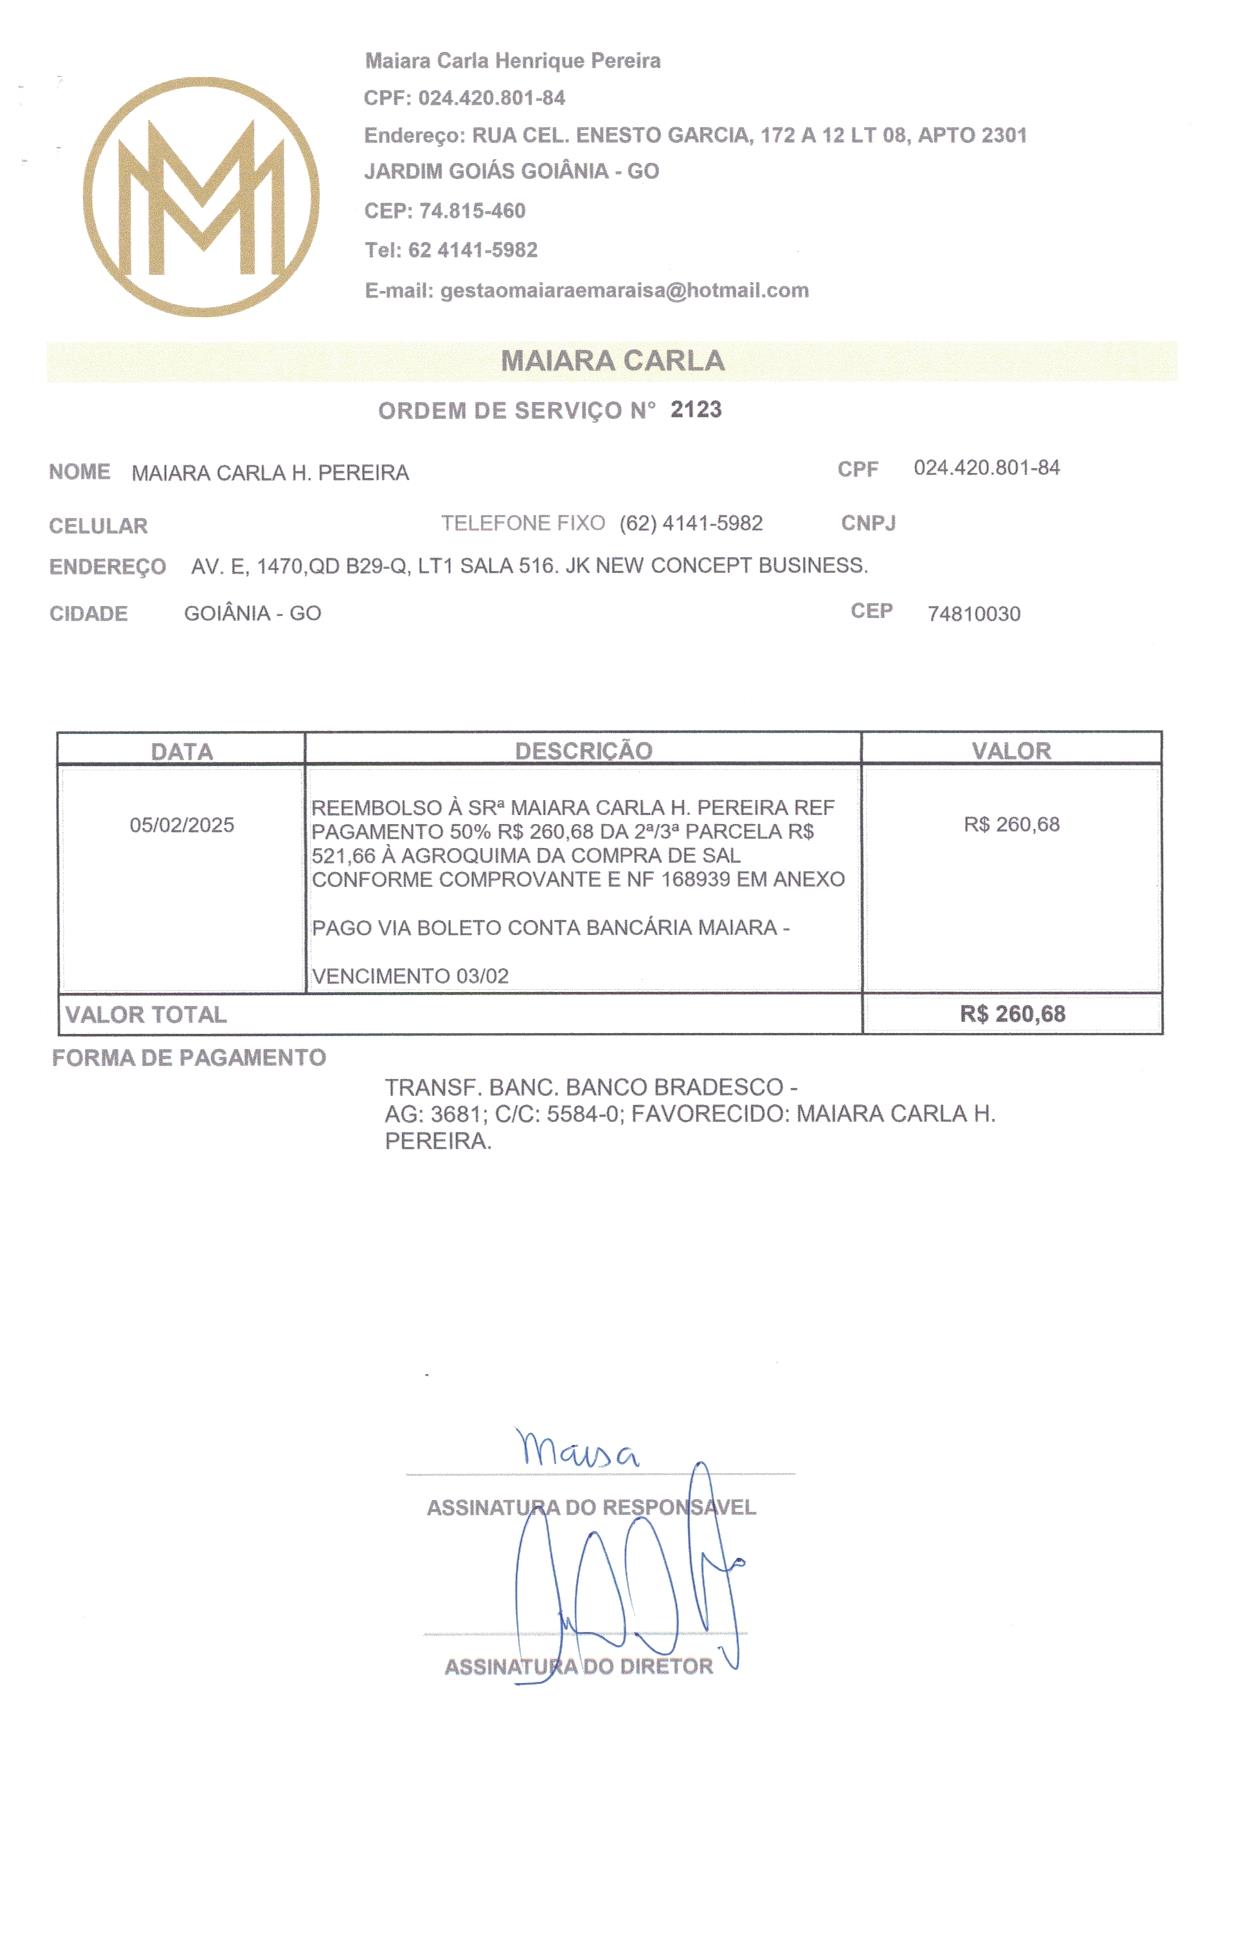 Maiara Carla Henrique Pereira
CPF: 024.420.801-84
Endereço: RUA CEL. ENESTO GARCIA, 172 A 12 LT 08, APTO 2301
JARDIM GOIÁS GOIÂNIA - GO
CEP: 74.815-460
Tel: 62 4141-5982
E-mail: gestaomaiaraemaraisa@hotmail.com
MAIARA CARLA
ORDEM DE SERVIÇO N° 2123
NOME MAIARA CARLA H. PEREIRA CPF 024.420.801-84
CELULAR TELEFONE FIXO (62) 4141-5982 CNPJ
ENDEREÇO AV. E, 1470,QD B29-Q, LT1 SALA 516. JK NEW CONCEPT BUSINESS.
CIDADE GOIÂNIA - GO CEP 74810030
DATA DESCRIÇÃO VALOR
05/02/2025
REEMBOLSO À SRª MAIARA CARLA H. PEREIRA REF
PAGAMENTO 50% R$ 260,68 DA 2ª/3ª PARCELA R$
521,66 À AGROQUIMA DA COMPRA DE SAL
CONFORME COMPROVANTE E NF 168939 EM ANEXO
PAGO VIA BOLETO CONTA BANCÁRIA MAIARA -
VENCIMENTO 03/02
R$ 260,68
VALOR TOTAL R$ 260,68
FORMA DE PAGAMENTO
TRANSF. BANC. BANCO BRADESCO -
AG: 3681; C/C: 5584-0; FAVORECIDO: MAIARA CARLA H.
PEREIRA.
Maisa
ASSINATURA DO RESPONSÁVEL
ASSINATURA DO DIRETOR